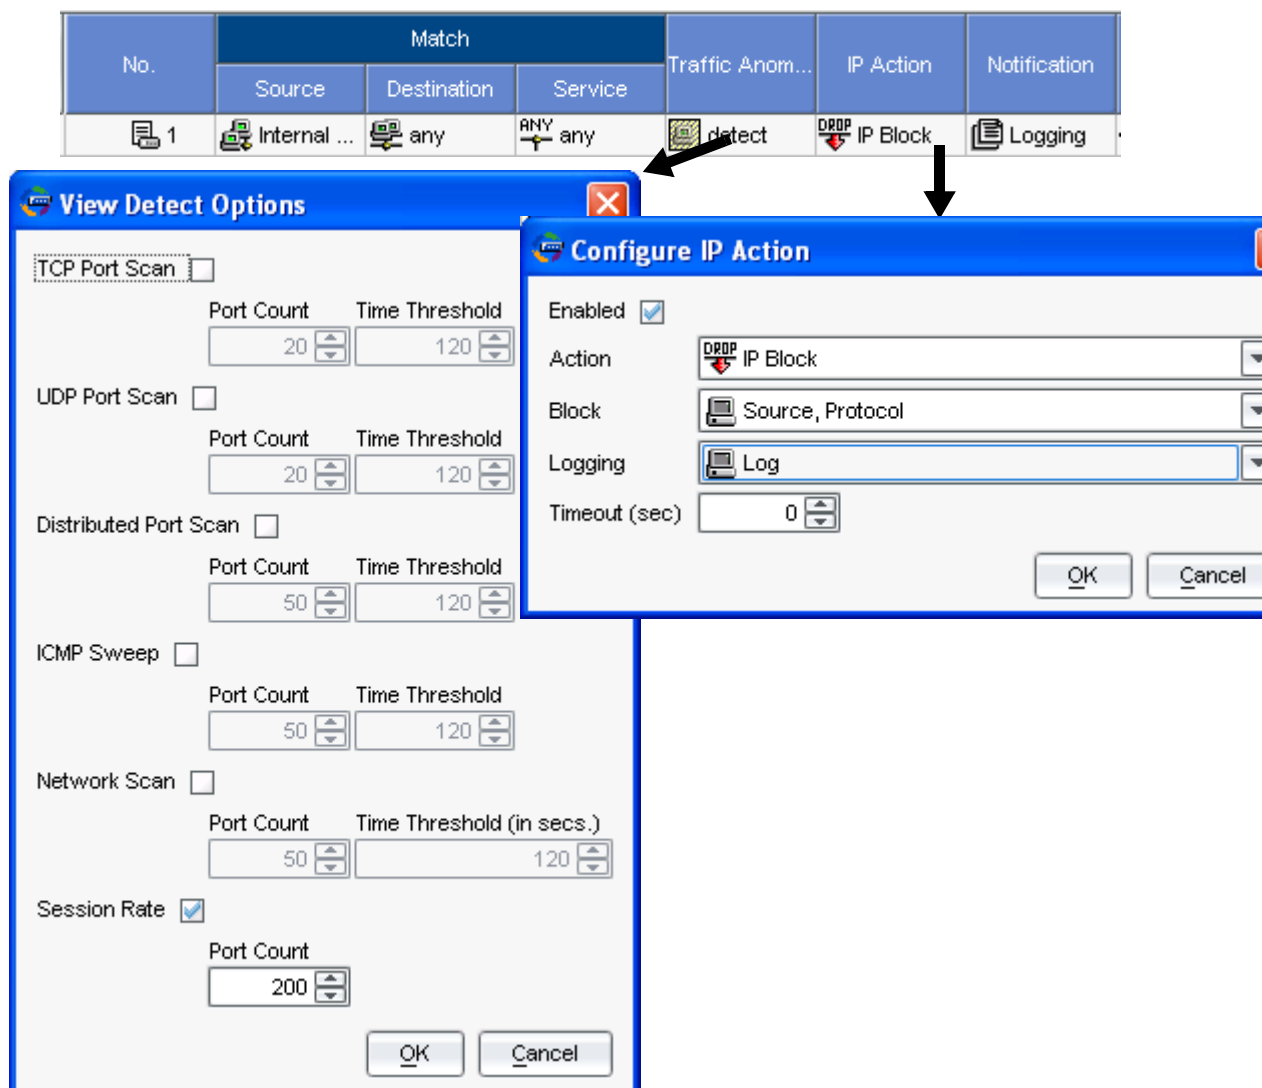 No. Match Traffic Anom... IP Action Notification
Source Destination Service
1 Internal ... any ANY any detect DROP IP Block Logging
View Detect Options
TCP Port Scan
Port Count Time Threshold
20 120
UDP Port Scan
Port Count Time Threshold
20 120
Distributed Port Scan
Port Count Time Threshold
50 120
ICMP Sweep
Port Count Time Threshold
50 120
Network Scan
Port Count Time Threshold (in secs.)
50 120
Session Rate
Port Count
200
OK Cancel
Configure IP Action
Enabled
Action DROP IP Block
Block Source, Protocol
Logging Log
Timeout (sec) 0
OK Cancel